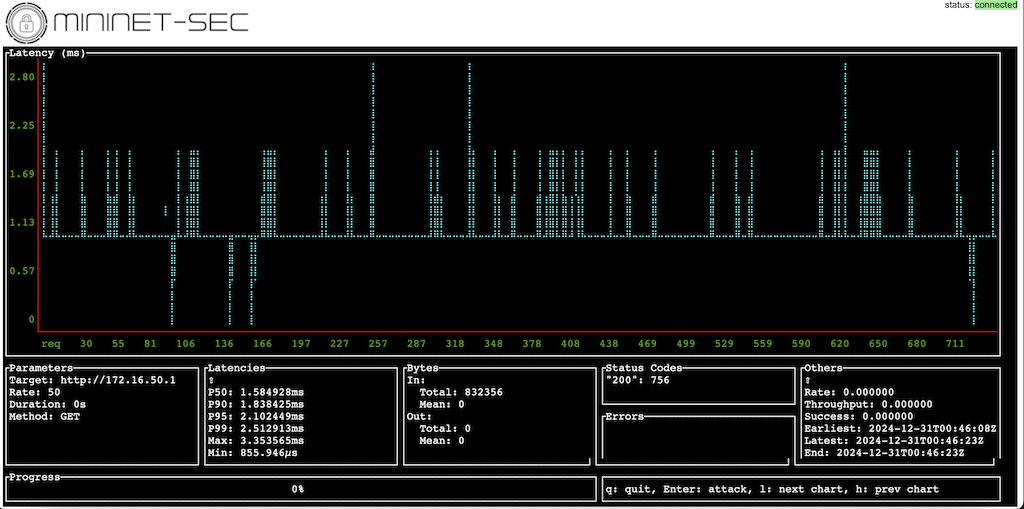 status: connected
MININET-SEC
Latency (ms)
2.80
2.25
1.69
1.13
0.57
0
req 30 55 81 106 136 166 197 227 257 287 318 348 378 408 438 469 499 529 559 590 620 650 680 711
Parameters
Target: http://172.16.50.1
Rate: 50
Duration: 0s
Method: GET
Latencies
⇧
P50: 1.584928ms
P90: 1.838425ms
P95: 2.102449ms
P99: 2.512913ms
Max: 3.353565ms
Min: 855.946µs
Bytes
In:
Total: 832356
Mean: 0
Out:
Total: 0
Mean: 0
Status Codes
"200": 756
Errors
Others
⇧
Rate: 0.000000
Throughput: 0.000000
Success: 0.000000
Earliest: 2024-12-31T00:46:08Z
Latest: 2024-12-31T00:46:23Z
End: 2024-12-31T00:46:23Z
Progress
0%
q: quit, Enter: attack, l: next chart, h: prev chart